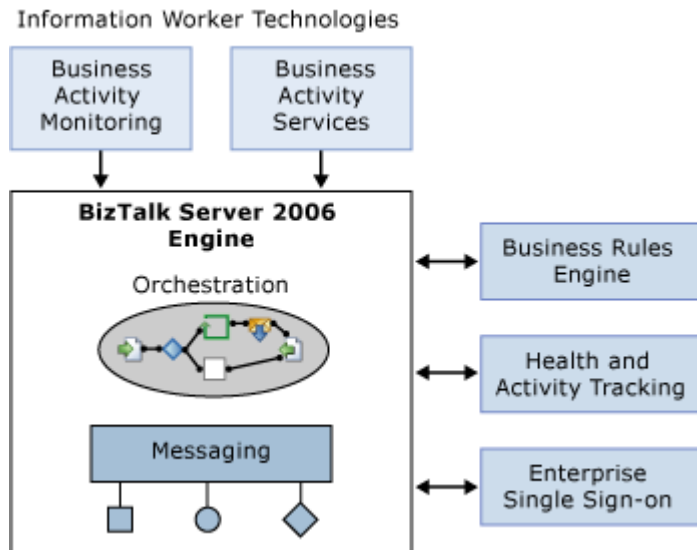 Information Worker Technologies
Business
Activity
Monitoring
Business
Activity
Services
BizTalk Server 2006
Engine
Orchestration
Messaging
Business Rules
Engine
Health and
Activity Tracking
Enterprise
Single Sign-on